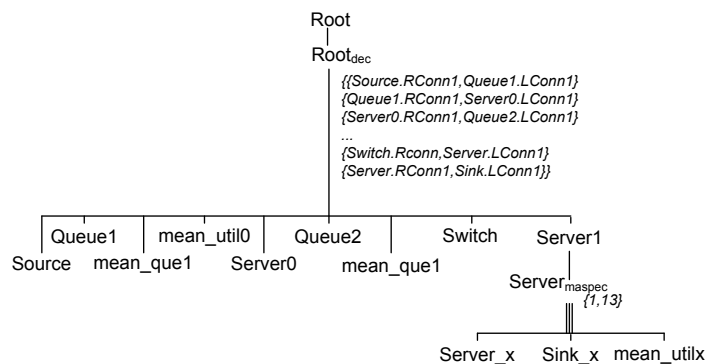 Root
Root_dec
{{Source.RConn1,Queue1.LConn1}
{Queue1.RConn1,Server0.LConn1}
{Server0.RConn1,Queue2.LConn1}
...
{Switch.Rconn,Server.LConn1}
{Server.RConn1,Sink.LConn1}}
Queue1 mean_util0 Queue2 Switch Server1
Source mean_que1 Server0 mean_que1
Server_maspec
{1,13}
Server_x Sink_x mean_utilx